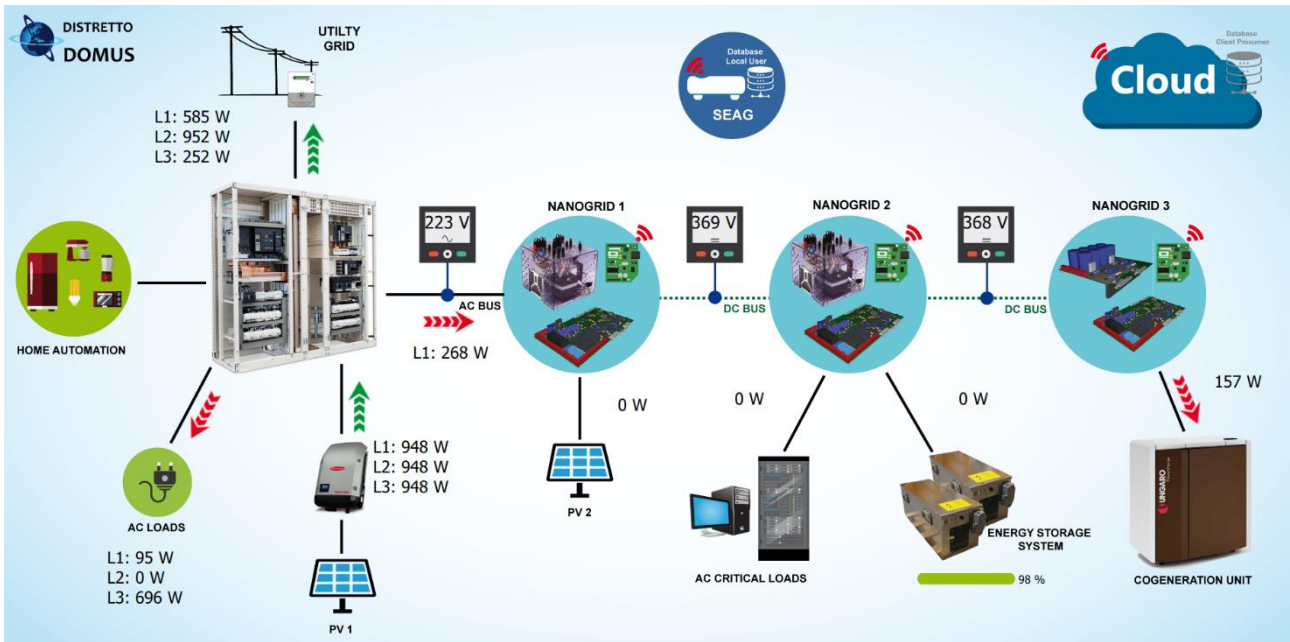 DISTRETTO
DOMUS
UTILTY
GRID
L1: 585 W
L2: 952 W
L3: 252 W
Database
Local User
SEAG
Database
Client Presumer
Cloud
HOME AUTOMATION
223 V
AC BUS
L1: 268 W
NANOGRID 1
369 V
DC BUS
NANOGRID 2
368 V
DC BUS
NANOGRID 3
157 W
0 W
0 W
0 W
AC LOADS
L1: 95 W
L2: 0 W
L3: 696 W
L1: 948 W
L2: 948 W
L3: 948 W
PV 1
PV 2
AC CRITICAL LOADS
ENERGY STORAGE
SYSTEM
98 %
UNGARO
COGENERATION UNIT